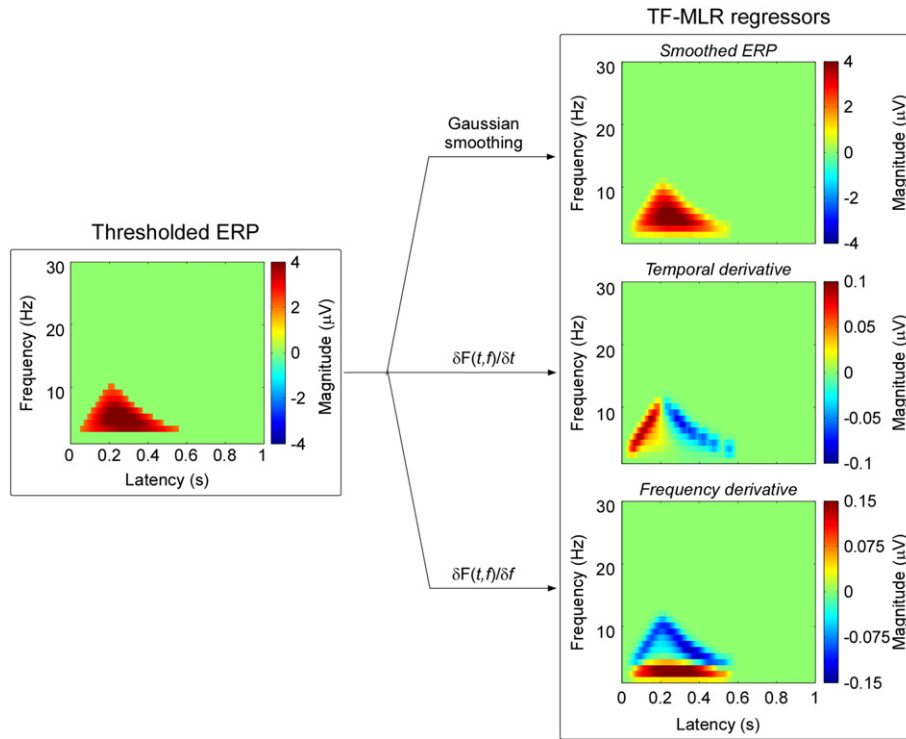 TF-MLR regressors
Smoothed ERP
30
20
10
Frequency (Hz)
4
2
0
-2
-4
Magnitude (μV)
Gaussian
smoothing
Thresholded ERP
30
20
10
0
0.2
0.4
0.6
0.8
1
Frequency (Hz)
Latency (s)
4
2
0
-2
-4
Magnitude (μV)
δF(t,f)/δt
Temporal derivative
30
20
10
Frequency (Hz)
0.1
0.05
0
-0.05
-0.1
Magnitude (μV)
δF(t,f)/δf
Frequency derivative
30
20
10
Frequency (Hz)
0.15
0.075
0
-0.075
-0.15
Magnitude (μV)
0
0.2
0.4
0.6
0.8
1
Latency (s)